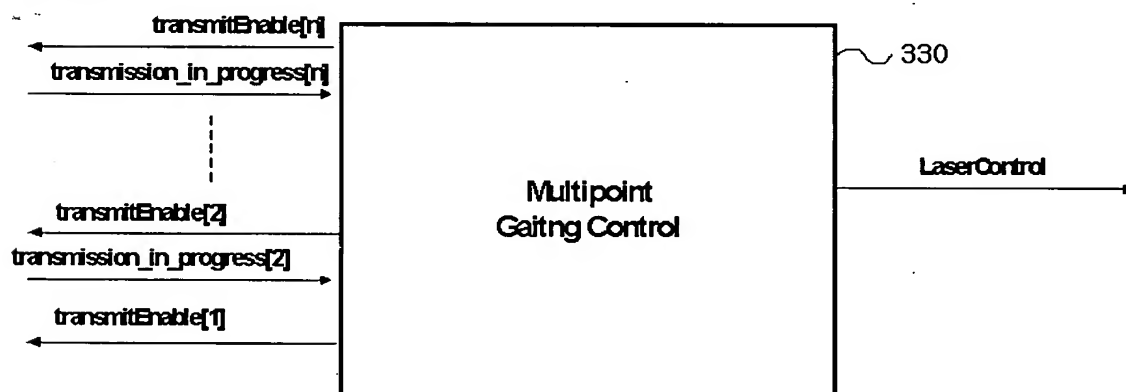 transmitEnable[n]
330
transmission_in_progress[n]
LaserControl
Multipoint
Gaitng Control
transmitEnable[2]
transmission_in_progress[2]
transmitEnable[1]